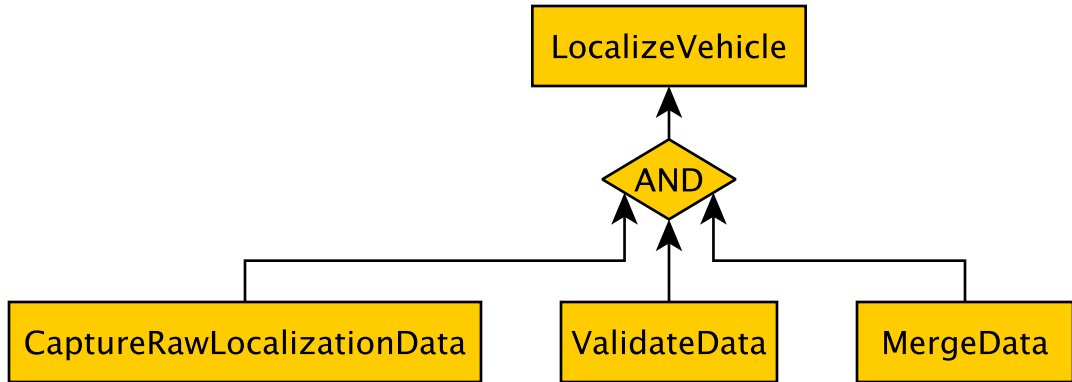 LocalizeVehicle
AND
CaptureRawLocalizationData
ValidateData
MergeData